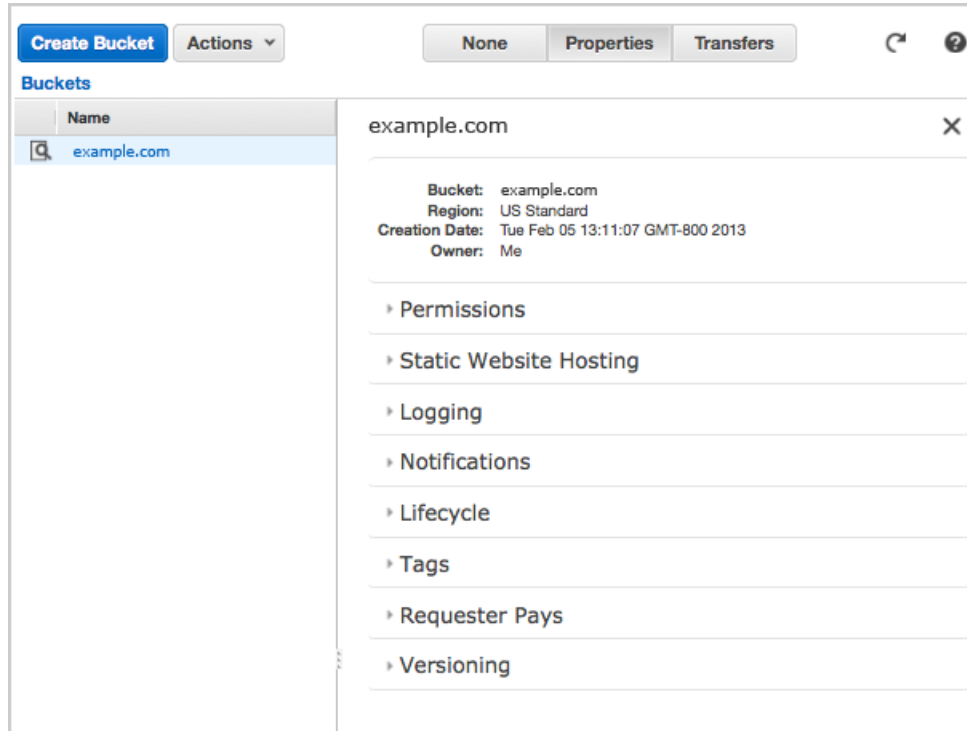 Create Bucket Actions None Properties Transfers
Buckets
Name
example.com
example.com
Bucket: example.com
Region: US Standard
Creation Date: Tue Feb 05 13:11:07 GMT-800 2013
Owner: Me
Permissions
Static Website Hosting
Logging
Notifications
Lifecycle
Tags
Requester Pays
Versioning